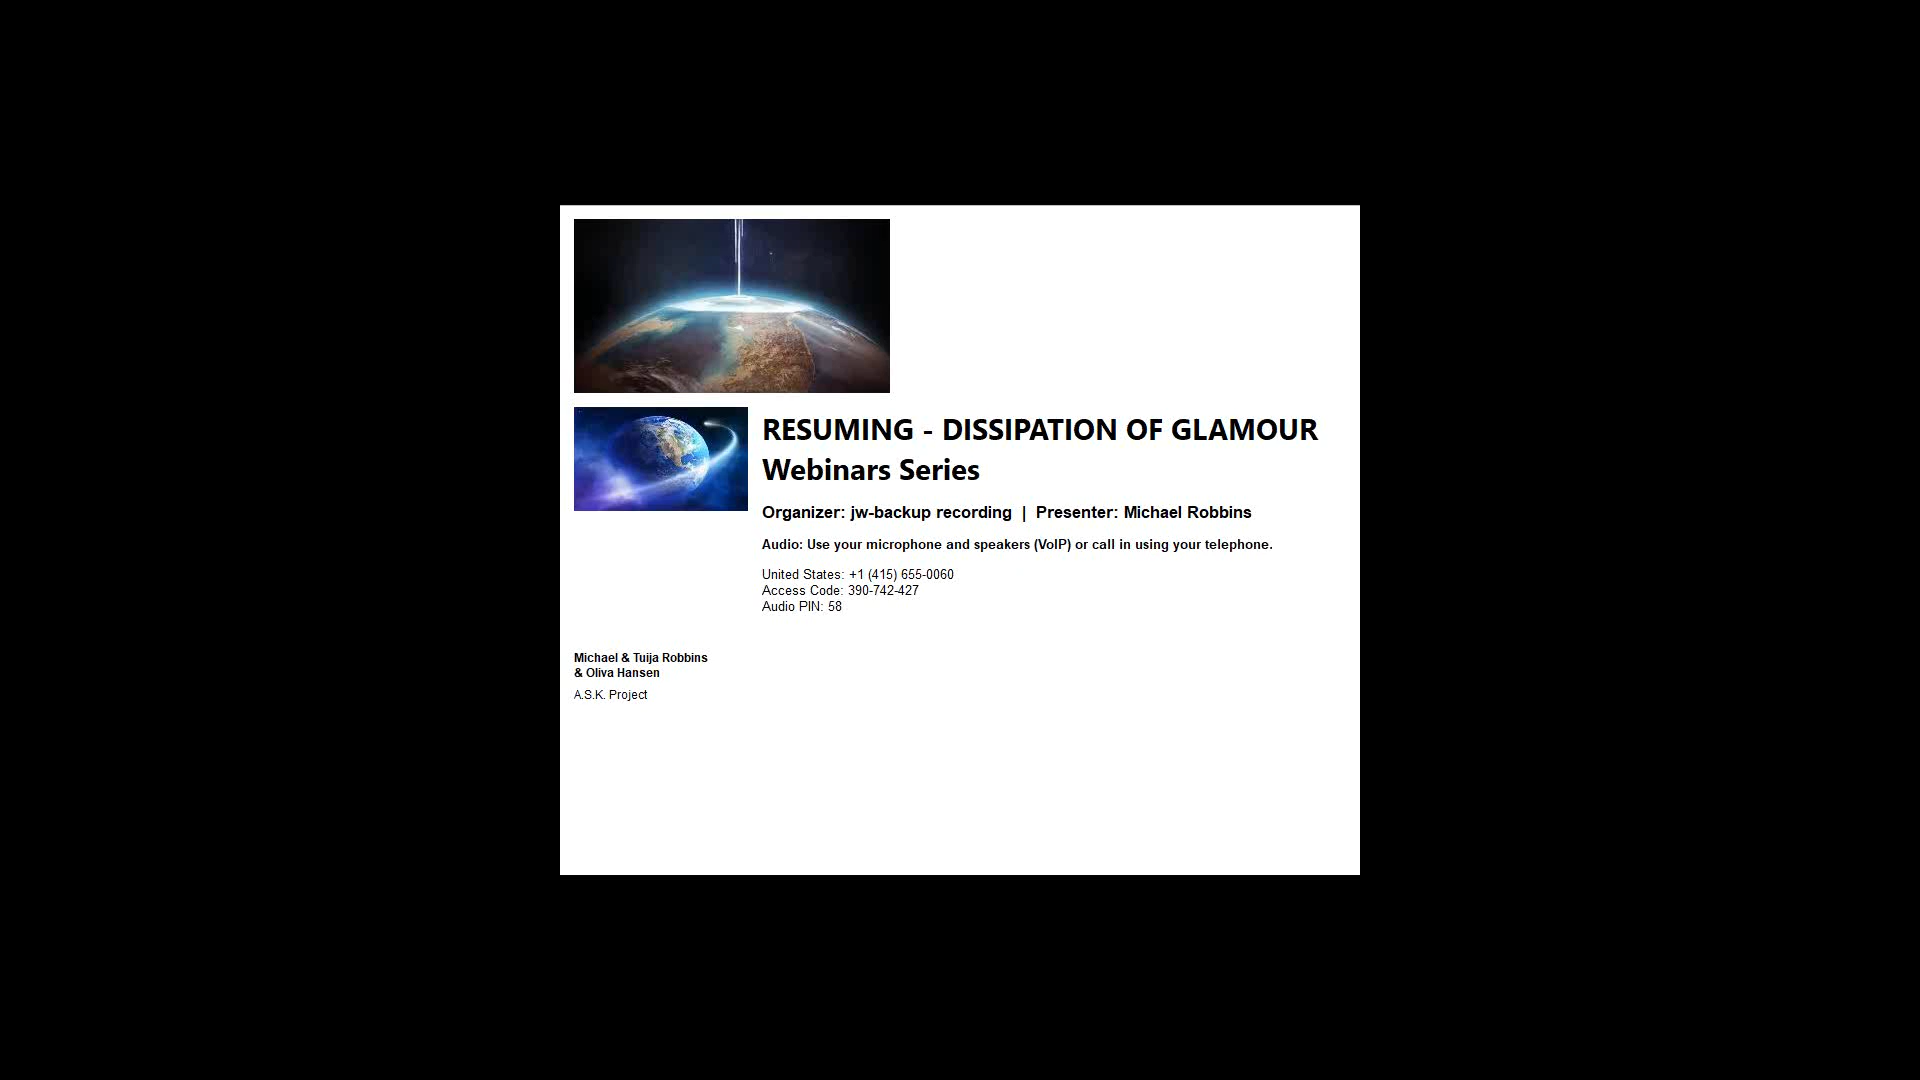 RESUMING - DISSIPATION OF GLAMOUR
Webinars Series
Organizer: jw-backup recording | Presenter: Michael Robbins
Audio: Use your microphone and speakers (VoIP) or call in using your telephone.
United States: +1 (415) 655-0060
Access Code: 390-742-427
Audio PIN: 58
Michael & Tuija Robbins
& Oliva Hansen
A.S.K. Project